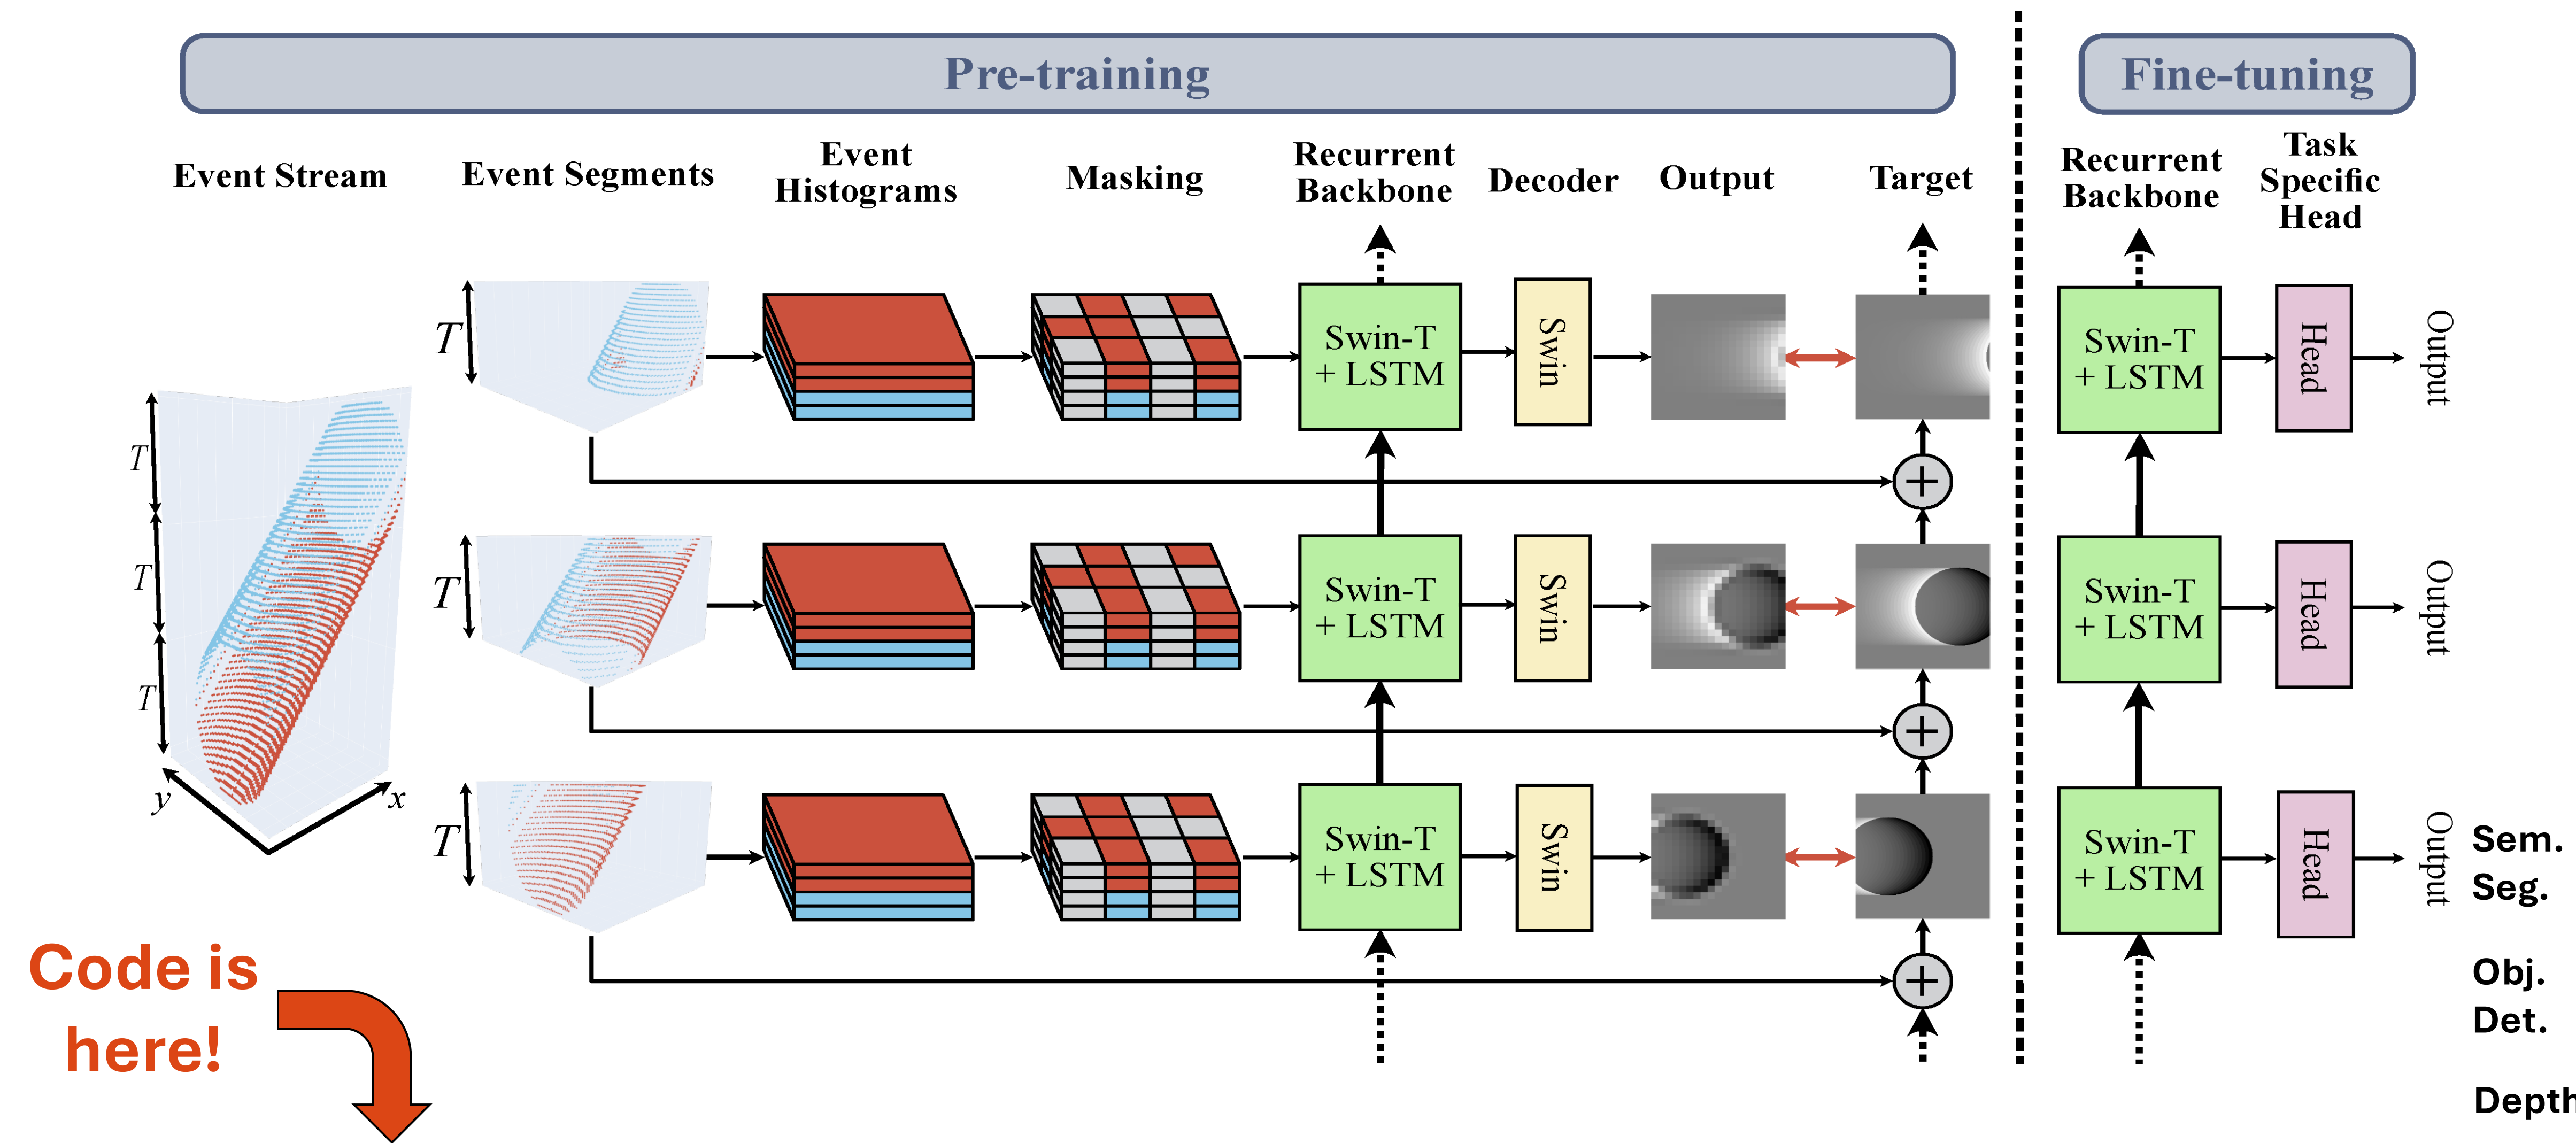 Pre-training
Fine-tuning
Event Stream
Event Segments
Event
Histograms
Masking
Recurrent
Backbone
Decoder
Output
Target
Recurrent
Backbone
Task
Specific
Head
T
Swin-T
+ LSTM
Swin
Swin-T
+ LSTM
Head
Output
T
T
T
y
x
T
Swin-T
+ LSTM
Swin
Swin-T
+ LSTM
Head
Output
T
Swin-T
+ LSTM
Swin
Swin-T
+ LSTM
Head
Output
Sem.
Seg.
Obj.
Det.
Depth
Code is
here!